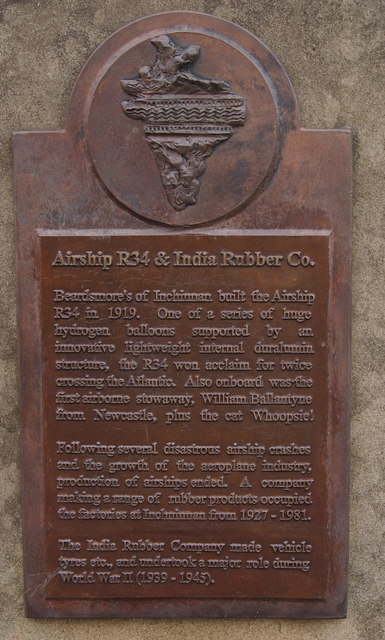 Airship R34 & India Rubber Co.
Beardsmore's of Inchinnan built the Airship
R34 in 1919. One of a series of huge
hydrogen balloons supported by an
innovative lightweight internal duralumin
structure, the R34 won acclaim for twice
crossing the Atlantic. Also onboard was the
first airborne stowaway, William Ballantyne
from Newcastle, plus the cat Whoopsie!
Following several disastrous airship crashes
and the growth of the aeroplane industry,
production of airships ended. A company
making a range of rubber products occupied
the factories at Inchinnan from 1927 - 1981.
The India Rubber Company made vehicle
tyres etc., and undertook a major role during
World War II (1939 - 1945).